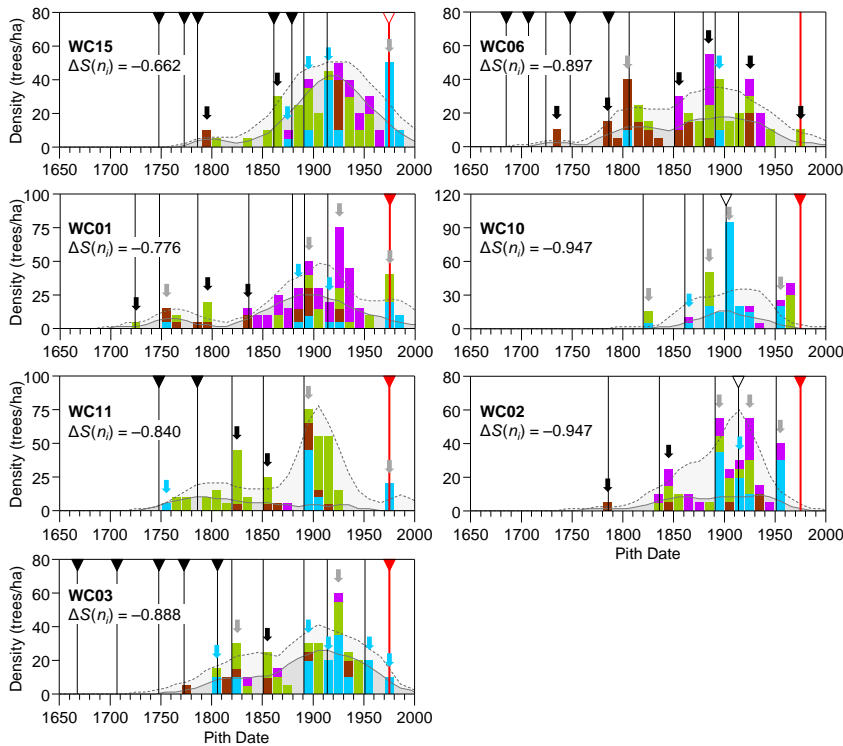 Density (trees/ha)
80
60
40
20
0
WC15
ΔS(nᵢ) = –0.662
1650 1700 1750 1800 1850 1900 1950 2000
80
60
40
20
0
WC06
ΔS(nᵢ) = –0.897
1650 1700 1750 1800 1850 1900 1950 2000
Density (trees/ha)
100
75
50
25
0
WC01
ΔS(nᵢ) = –0.776
1650 1700 1750 1800 1850 1900 1950 2000
120
90
60
30
0
WC10
ΔS(nᵢ) = –0.947
1650 1700 1750 1800 1850 1900 1950 2000
Density (trees/ha)
100
75
50
25
0
WC11
ΔS(nᵢ) = –0.840
1650 1700 1750 1800 1850 1900 1950 2000
80
60
40
20
0
WC02
ΔS(nᵢ) = –0.947
1650 1700 1750 1800 1850 1900 1950 2000
Pith Date
Density (trees/ha)
80
60
40
20
0
WC03
ΔS(nᵢ) = –0.888
1650 1700 1750 1800 1850 1900 1950 2000
Pith Date